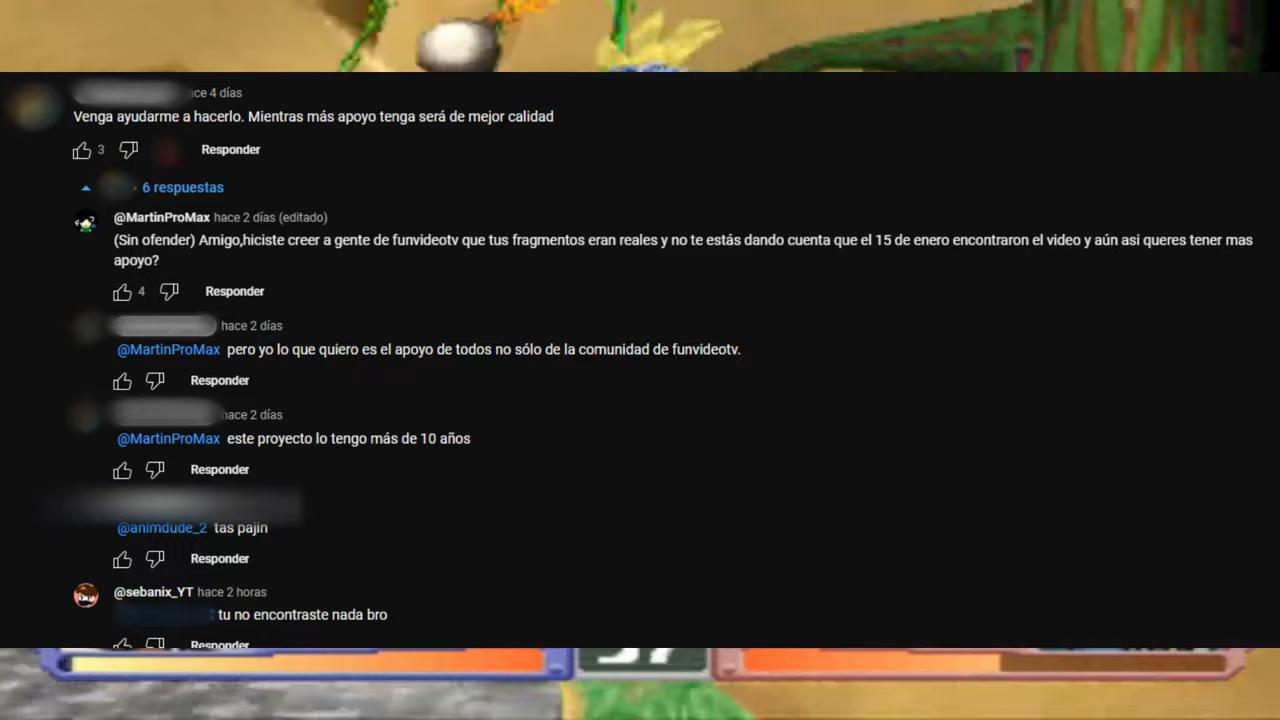 ce 4 días
Venga ayudarme a hacerlo. Mientras más apoyo tenga será de mejor calidad
3 Responder
6 respuestas
@MartinProMax hace 2 días (editado)
(Sin ofender) Amigo,hiciste creer a gente de funvideotv que tus fragmentos eran reales y no te estás dando cuenta que el 15 de enero encontraron el video y aún asi queres tener mas
apoyo?
4 Responder
hace 2 días
@MartinProMax pero yo lo que quiero es el apoyo de todos no sólo de la comunidad de funvideotv.
Responder
hace 2 días
@MartinProMax este proyecto lo tengo más de 10 años
Responder
@animdude_2 tas pajin
Responder
@sebanix_YT hace 2 horas
tu no encontraste nada bro
Responder